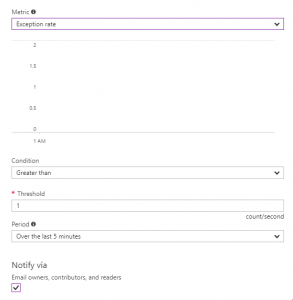 Metric
Exception rate
2
1.5
1
0.5
0
1 AM
Condition
Greater than
* Threshold
1
count/second
Period
Over the last 5 minutes
Notify via
Email owners, contributors, and readers